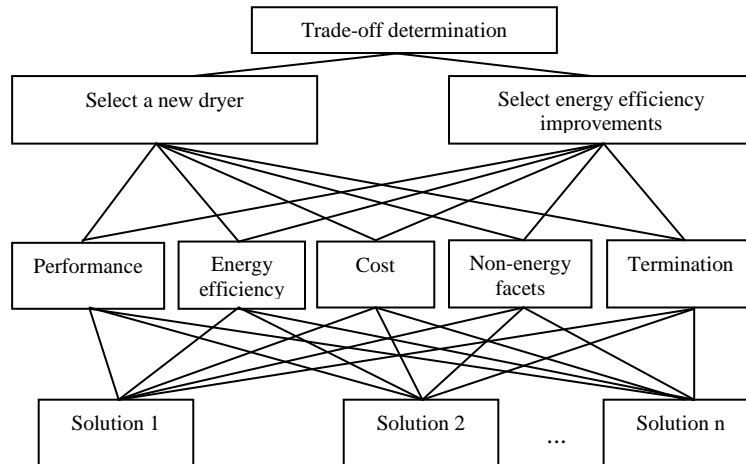 Trade-off determination
Select a new dryer
Select energy efficiency
improvements
Performance
Energy
efficiency
Cost
Non-energy
facets
Termination
Solution 1
Solution 2
...
Solution n